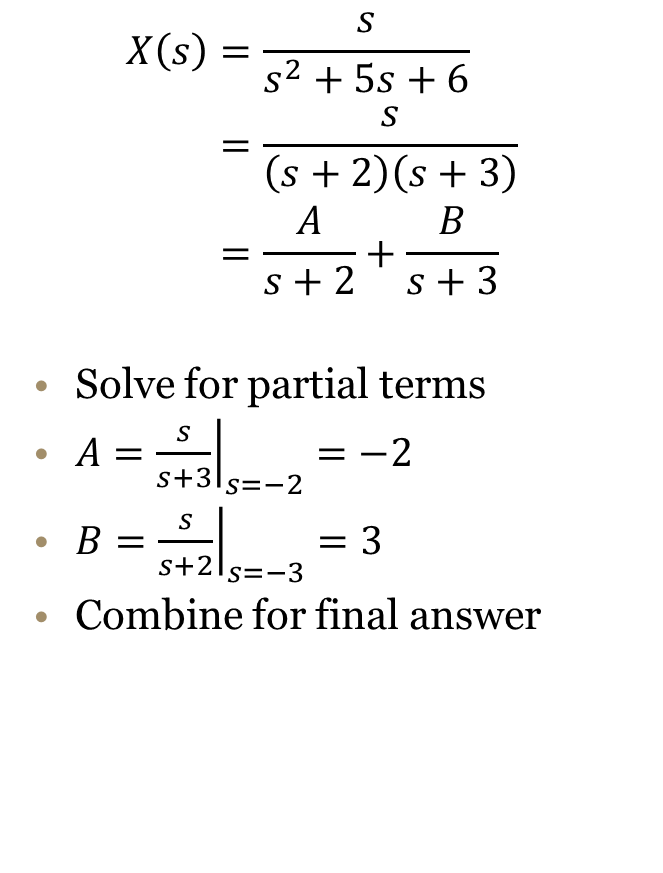 X(s) = s / (s² + 5s + 6)
= s / ((s + 2)(s + 3))
= A / (s + 2) + B / (s + 3)
• Solve for partial terms
• A = s/(s+3) |s=−2 = −2
• B = s/(s+2) |s=−3 = 3
• Combine for final answer